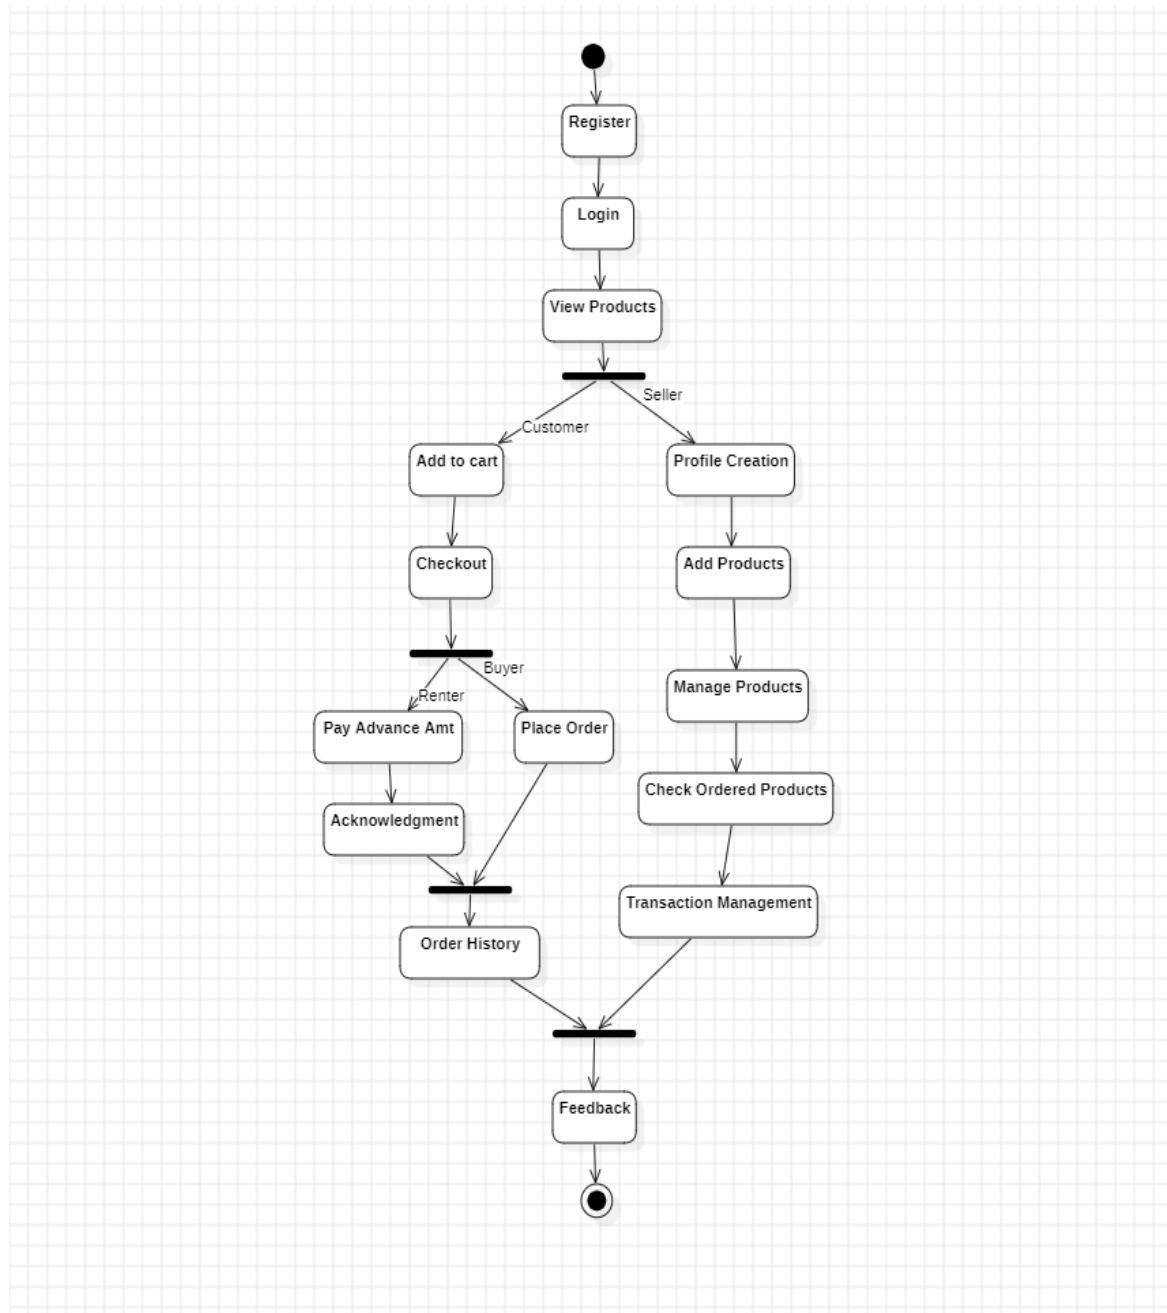 Register
Login
View Products
Seller
Customer
Add to cart
Profile Creation
Checkout
Add Products
Buyer
Renter
Manage Products
Pay Advance Amt
Place Order
Check Ordered Products
Acknowledgment
Transaction Management
Order History
Feedback